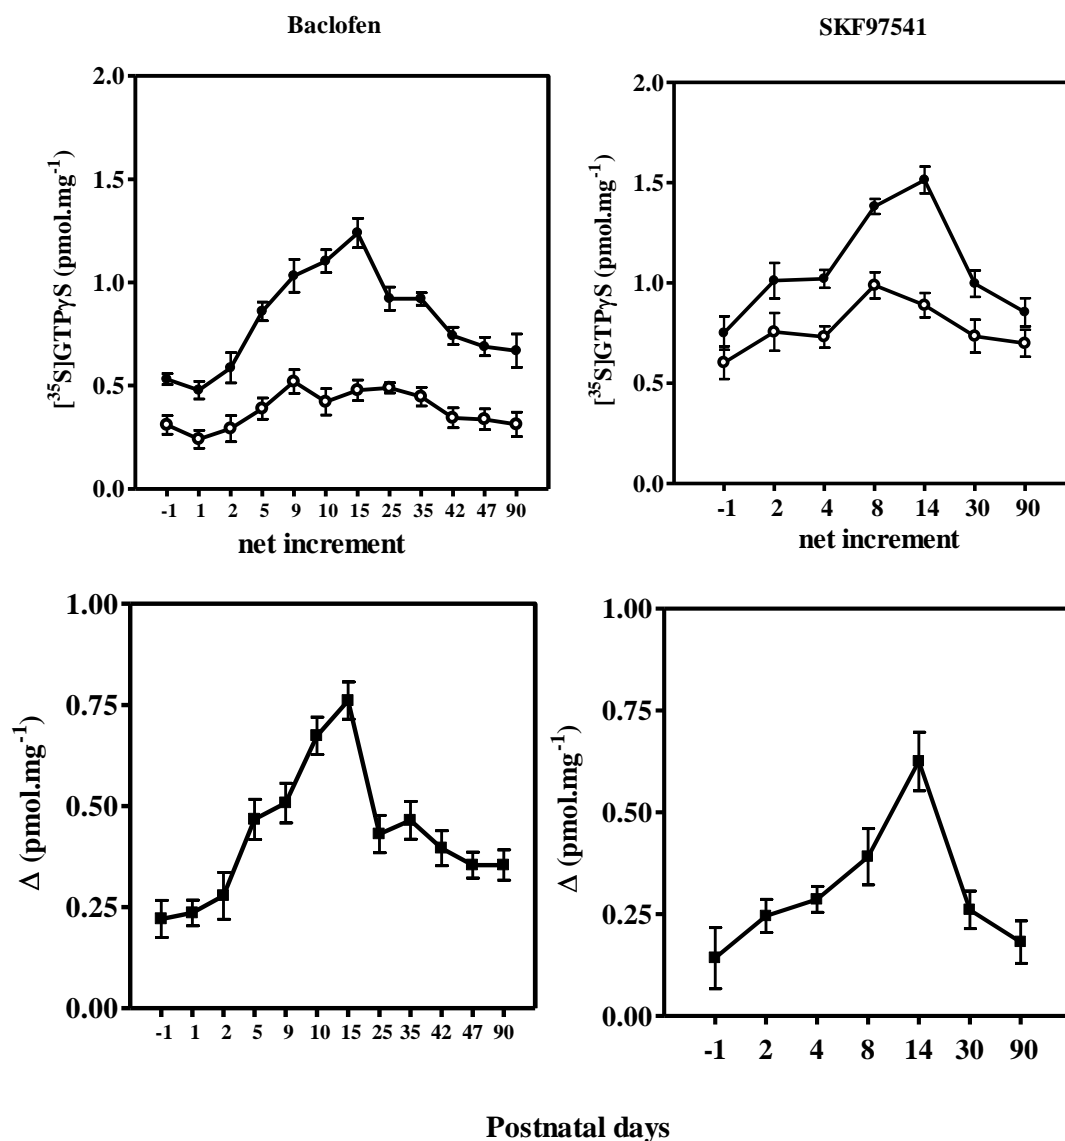 Baclofen
SKF97541
[³⁵S]GTPγS (pmol.mg⁻¹)
2.0
1.5
1.0
0.5
0.0
-1 1 2 5 9 10 15 25 35 42 47 90
net increment
[³⁵S]GTPγS (pmol.mg⁻¹)
2.0
1.5
1.0
0.5
0.0
-1 2 4 8 14 30 90
net increment
Δ (pmol.mg⁻¹)
1.00
0.75
0.50
0.25
0.00
-1 1 2 5 9 10 15 25 35 42 47 90
Δ (pmol.mg⁻¹)
1.00
0.75
0.50
0.25
0.00
-1 2 4 8 14 30 90
Postnatal days